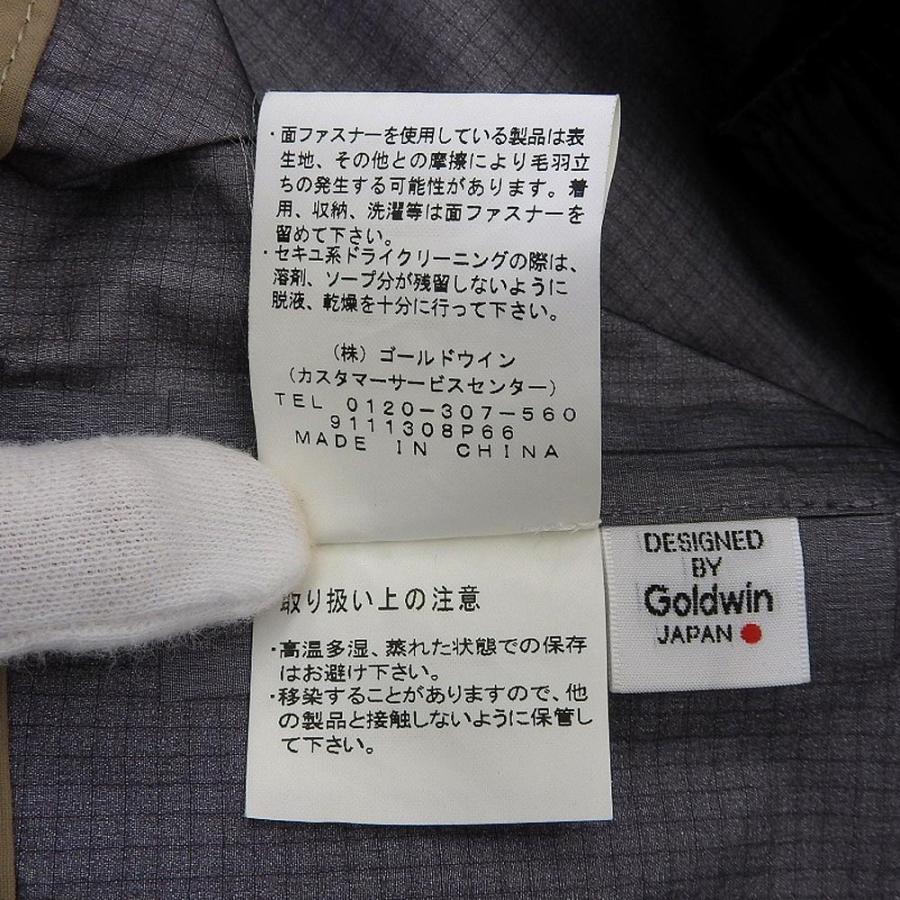 ・面ファスナーを使用している製品は表
生地、その他との摩擦により毛羽立
ちの発生する可能性があります。着
用、収納、洗濯等は面ファスナーを
留めて下さい。
・セキユ系ドライクリーニングの際は、
溶剤、ソープ分が残留しないように
脱液、乾燥を十分に行って下さい。
(株)ゴールドウイン
(カスタマーサービスセンター)
TEL 0120-307-560
9111308P66
MADE IN CHINA
取り扱い上の注意
・高温多湿、蒸れた状態での保存
はお避け下さい。
・移染することがありますので、他
の製品と接触しないように保管し
て下さい。
DESIGNED
BY
Goldwin
JAPAN